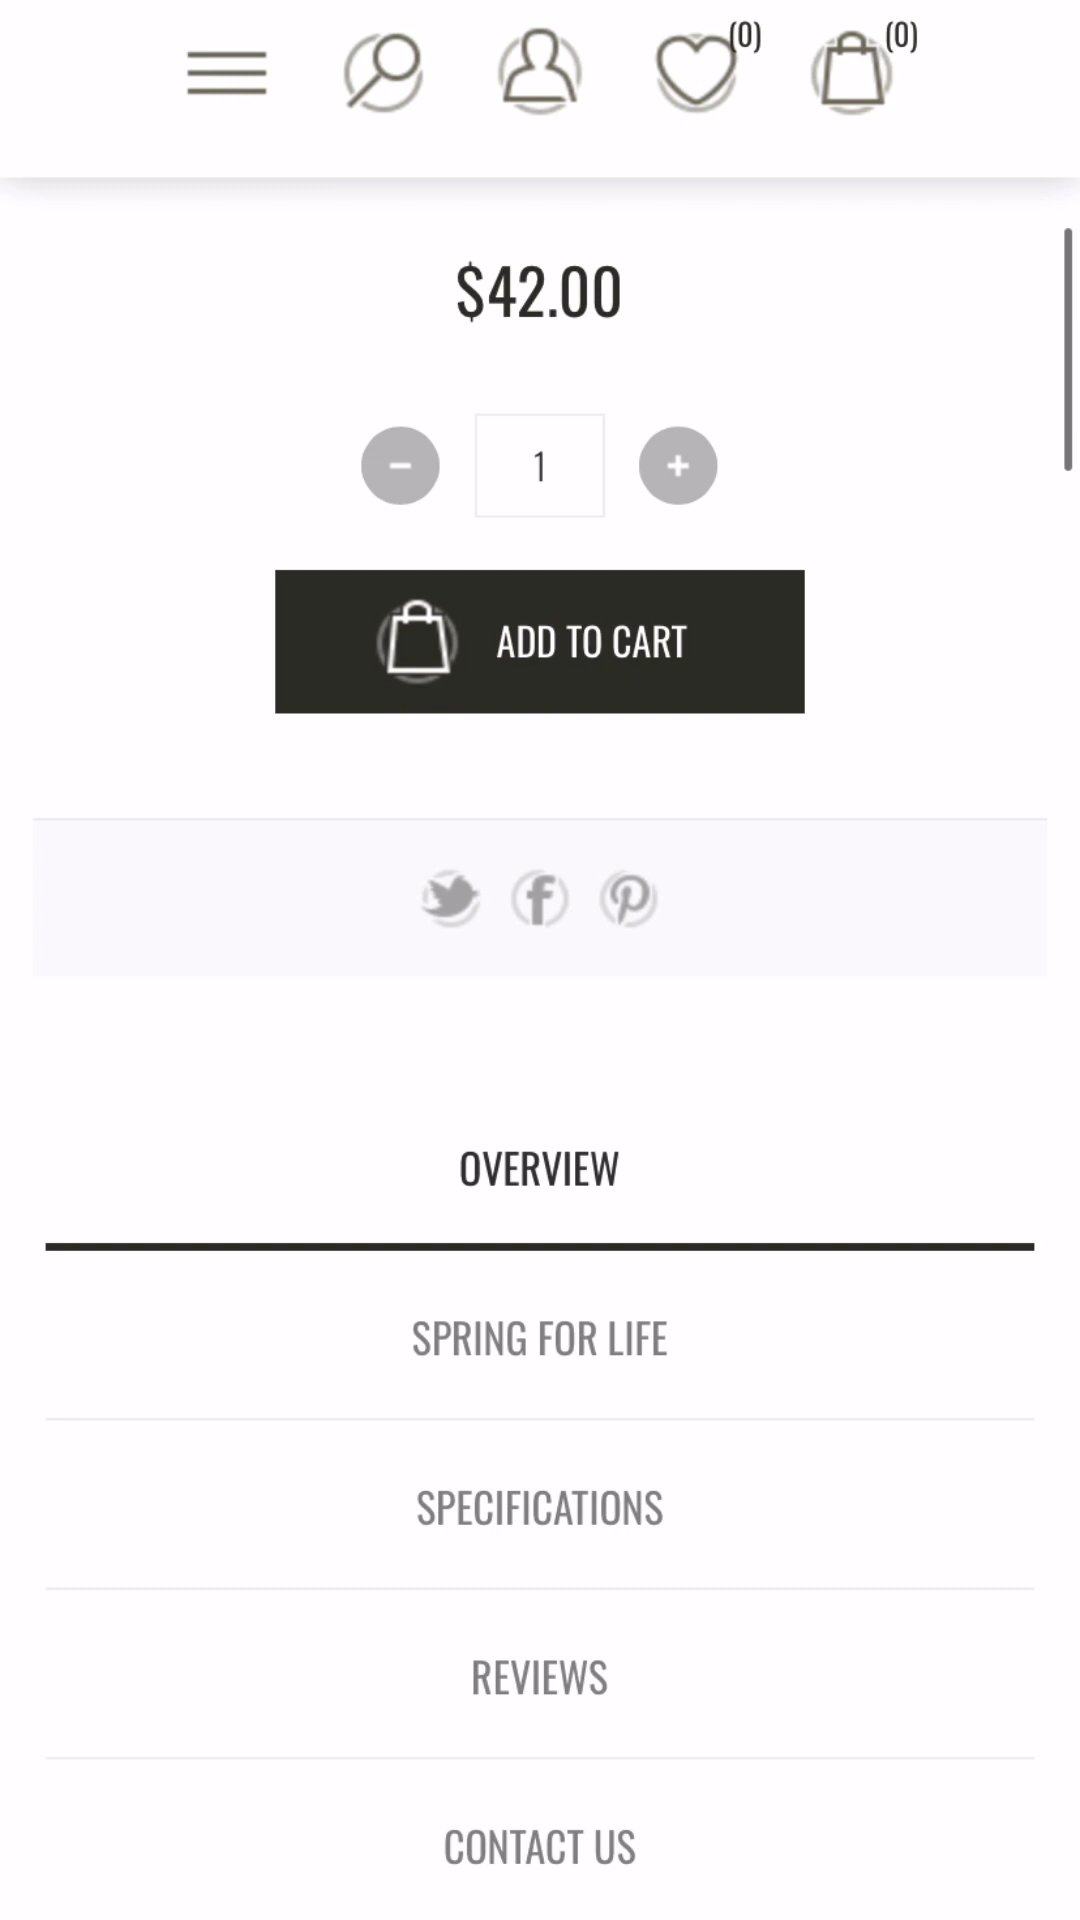 (0) (0)
$42.00
− 1 +
ADD TO CART
OVERVIEW
SPRING FOR LIFE
SPECIFICATIONS
REVIEWS
CONTACT US